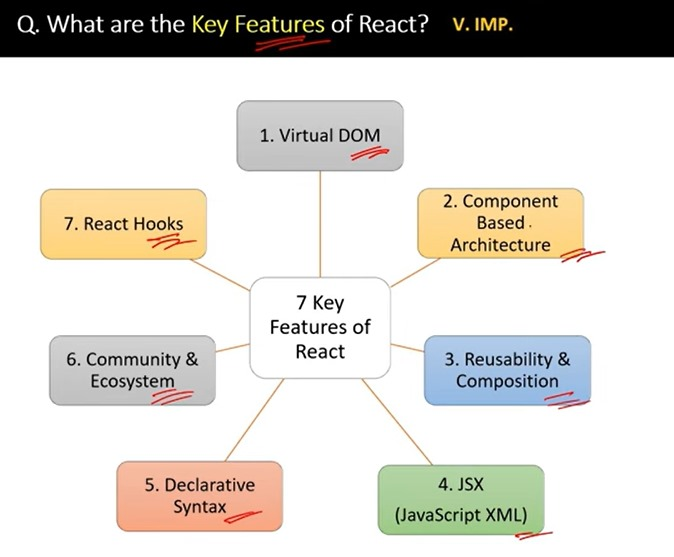 Q. What are the Key Features of React? V. IMP.
1. Virtual DOM
2. Component
Based
Architecture
3. Reusability &
Composition
4. JSX
(JavaScript XML)
5. Declarative
Syntax
6. Community &
Ecosystem
7. React Hooks
7 Key
Features of
React